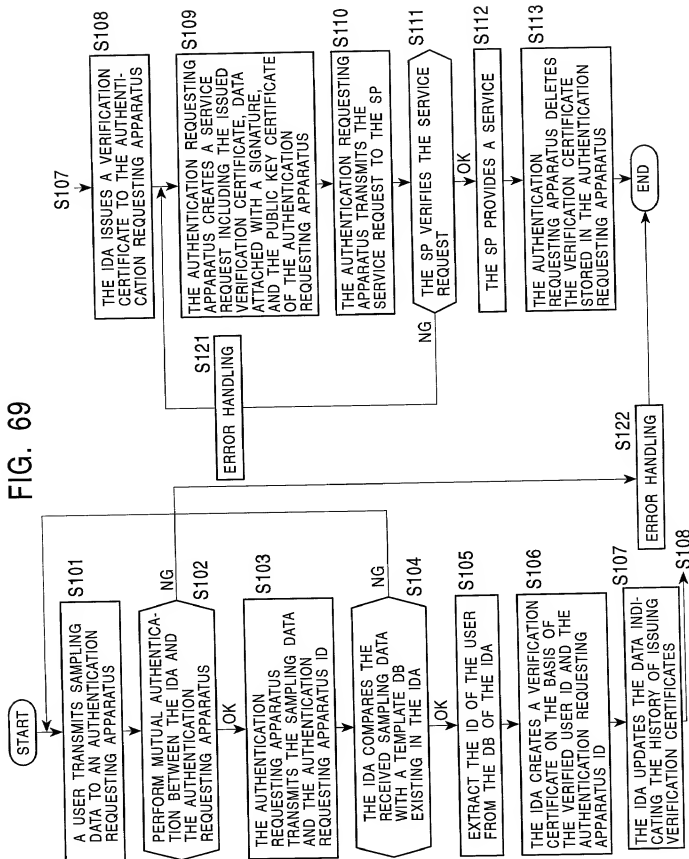 FIG. 69
START
S101
A USER TRANSMITS SAMPLING
DATA TO AN AUTHENTICATION
REQUESTING APPARATUS
S102
PERFORM MUTUAL AUTHENTICA-
TION BETWEEN THE IDA AND
THE AUTHENTICATION
REQUESTING APPARATUS
NG
OK
S103
THE AUTHENTICATION
REQUESTING APPARATUS
TRANSMITS THE SAMPLING DATA
AND THE AUTHENTICATION
REQUESTING APPARATUS ID
S104
THE IDA COMPARES THE
RECEIVED SAMPLING DATA
WITH A TEMPLATE DB
EXISTING IN THE IDA
NG
OK
S105
EXTRACT THE ID OF THE USER
FROM THE DB OF THE IDA
S106
THE IDA CREATES A VERIFICATION
CERTIFICATE ON THE BASIS OF
THE VERIFIED USER ID AND THE
AUTHENTICATION REQUESTING
APPARATUS ID
S107
THE IDA UPDATES THE DATA INDI-
CATING THE HISTORY OF ISSUING
VERIFICATION CERTIFICATES
S108
S107
S108
THE IDA ISSUES A VERIFICATION
CERTIFICATE TO THE AUTHENTI-
CATION REQUESTING APPARATUS
S109
THE AUTHENTICATION REQUESTING
APPARATUS CREATES A SERVICE
REQUEST INCLUDING THE ISSUED
VERIFICATION CERTIFICATE, DATA
ATTACHED WITH A SIGNATURE,
AND THE PUBLIC KEY CERTIFICATE
OF THE AUTHENTICATION
REQUESTING APPARATUS
S110
THE AUTHENTICATION REQUESTING
APPARATUS TRANSMITS THE
SERVICE REQUEST TO THE SP
S111
THE SP VERIFIES THE SERVICE
REQUEST
NG
OK
S121
ERROR HANDLING
S112
THE SP PROVIDES A SERVICE
S113
THE AUTHENTICATION
REQUESTING APPARATUS DELETES
THE VERIFICATION CERTIFICATE
STORED IN THE AUTHENTICATION
REQUESTING APPARATUS
S122
ERROR HANDLING
END